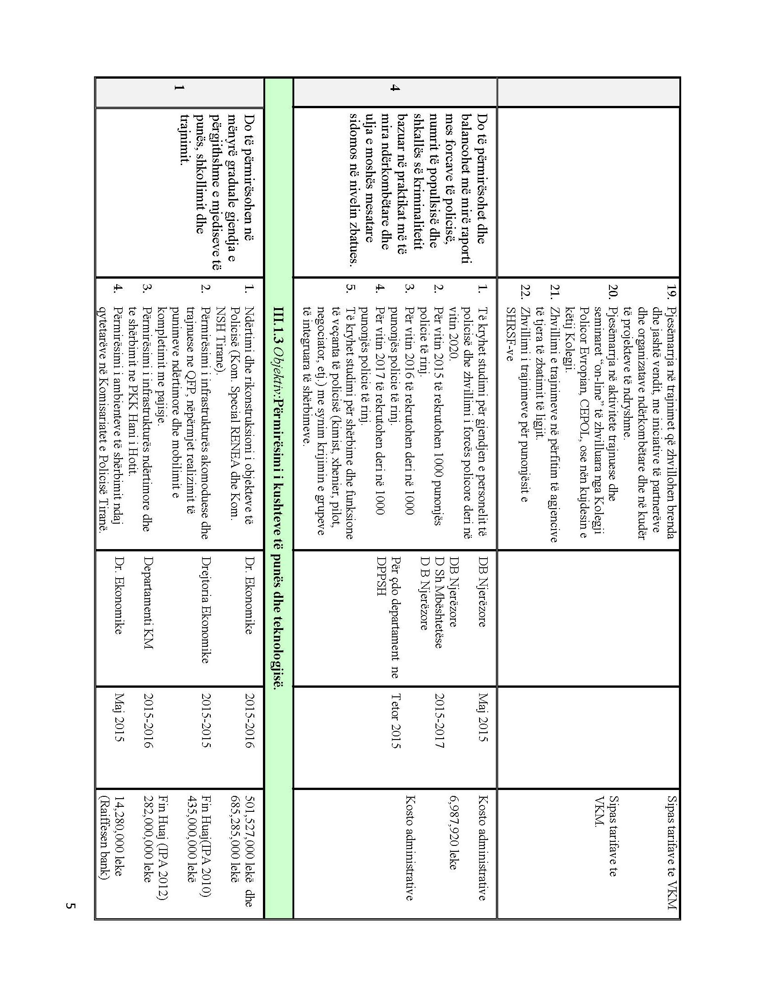 19. Pjesëmarrja në trajnimet që zhvillohen brenda
dhe jashtë vendit, me iniciative të partnerëve
dhe organizatave ndërkombëtare dhe në kudër
të projekteve të ndryshme.
20. Pjesëmarrja në aktivitete trajnuese dhe
seminaret “on-line” të zhvilluara nga Kolegji
Policor Evropian, CEPOL, ose nën kujdesin e
këtij Kolegji.
21. Zhvillimi e trajnimeve në përfitim të agjencive
të tjera të zbatimit të ligjit.
22. Zhvillimi i trajnimeve për punonjësit e
SHRSF-ve
Sipas tarifave te VKM
Sipas tarifave te
VKM.
4
Do të përmirësohet dhe
balancohet më mirë raporti
mes forcave të policisë,
numrit të popullsisë dhe
shkallës së kriminalitetit
bazuar në praktikat më të
mira ndërkombëtare dhe
ulja e moshës mesatare
sidomos në nivelin zbatues.
1. Të kryhet studimi për gjendjen e personelit të
policisë dhe zhvillimi i forcës policore deri në
vitin 2020.
2. Për vitin 2015 të rekrutohen 1000 punonjës
policie të rinj.
3. Për vitin 2016 të rekrutohen deri në 1000
punonjës policie të rinj.
4. Për vitin 2017 të rekrutohen deri në 1000
punonjës policie të rinj.
5. Të kryhet studimi për shërbime dhe funksione
të veçanta të policisë (kimist, xhenier, pilot,
negociator, etj.) me synim krijimin e grupeve
të integruara të shërbimeve.
DB Njerëzore
DB Njerëzore
D Sh Mbështetëse
D B Njerëzore
Për çdo departament ne
DPPSH
Maj 2015
2015-2017
Tetor 2015
Kosto administrative
6,987,920 leke
Kosto administrative
III.1.3 Objektiv:Përmirësimi i kushteve të punës dhe teknologjisë.
1
Do të përmirësohen në
mënyrë graduale gjendja e
përgjithshme e mjediseve të
punës, shkollimit dhe
trajnimit.
1. Ndërtimi dhe rikonstruksioni i objekteve të
Policisë (Kom. Special RENEA dhe Kom.
NSH Tirane).
2. Përmirësimi i infrastrukturës akomoduese dhe
trajnuese ne QFP, nëpërmjet realizimit të
punimeve ndërtimore dhe mobilimit e
kompletimit me pajisje.
3. Përmirësimi i infrastrukturës ndërtimore dhe
te shërbimit ne PKK Hani i Hotit.
4. Përmirësimi i ambienteve të shërbimit ndaj
qytetarëve në Komisariatet e Policisë Tiranë.
Dr. Ekonomike
Drejtoria Ekonomike
Departamenti KM
Dr. Ekonomike
2015-2016
2015-2015
2015-2016
Maj 2015
501,527,000 lekë dhe
685,285,000 lekë
Fin Huaj(IPA 2010)
435,000,000 lekë
Fin Huaj (IPA 2012)
282,000,000 leke
14,280,000 leke
(Raiffesen bank)
5